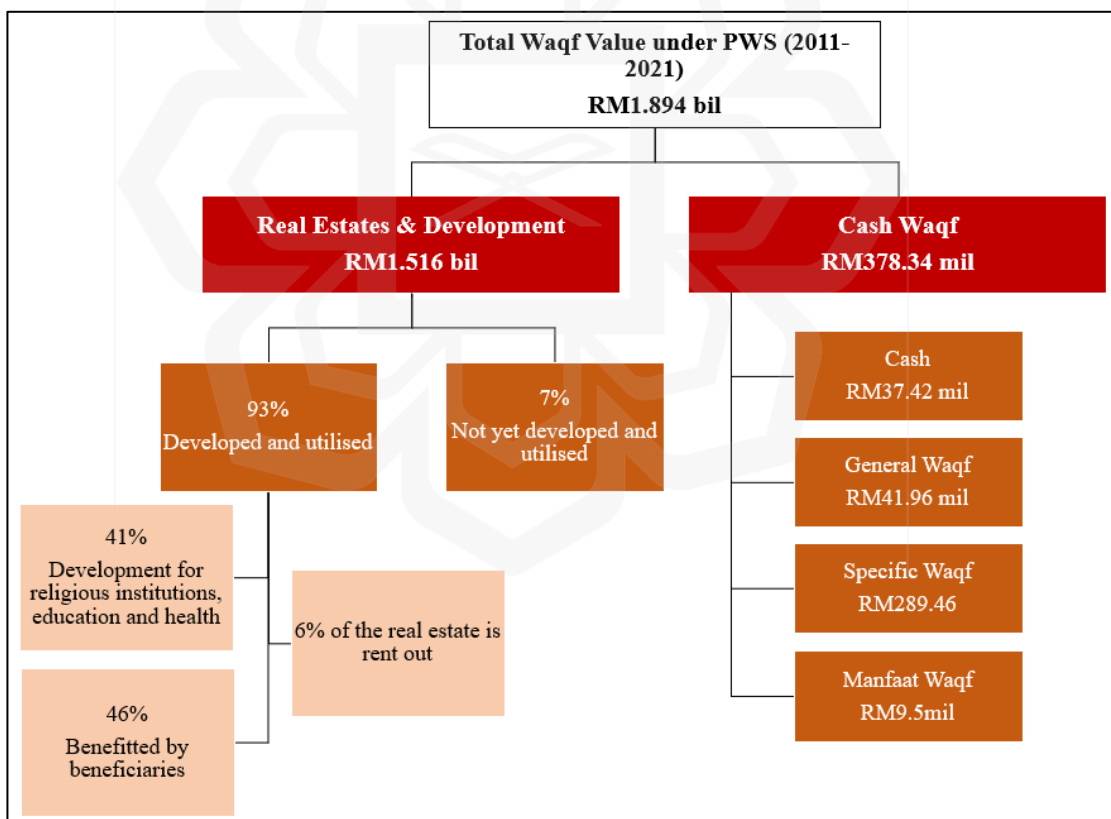 Total Waqf Value under PWS (2011-
2021)
RM1.894 bil
Real Estates & Development
RM1.516 bil
Cash Waqf
RM378.34 mil
93%
Developed and utilised
7%
Not yet developed and
utilised
41%
Development for
religious institutions,
education and health
6% of the real estate is
rent out
46%
Benefitted by
beneficiaries
Cash
RM37.42 mil
General Waqf
RM41.96 mil
Specific Waqf
RM289.46
Manfaat Waqf
RM9.5mil